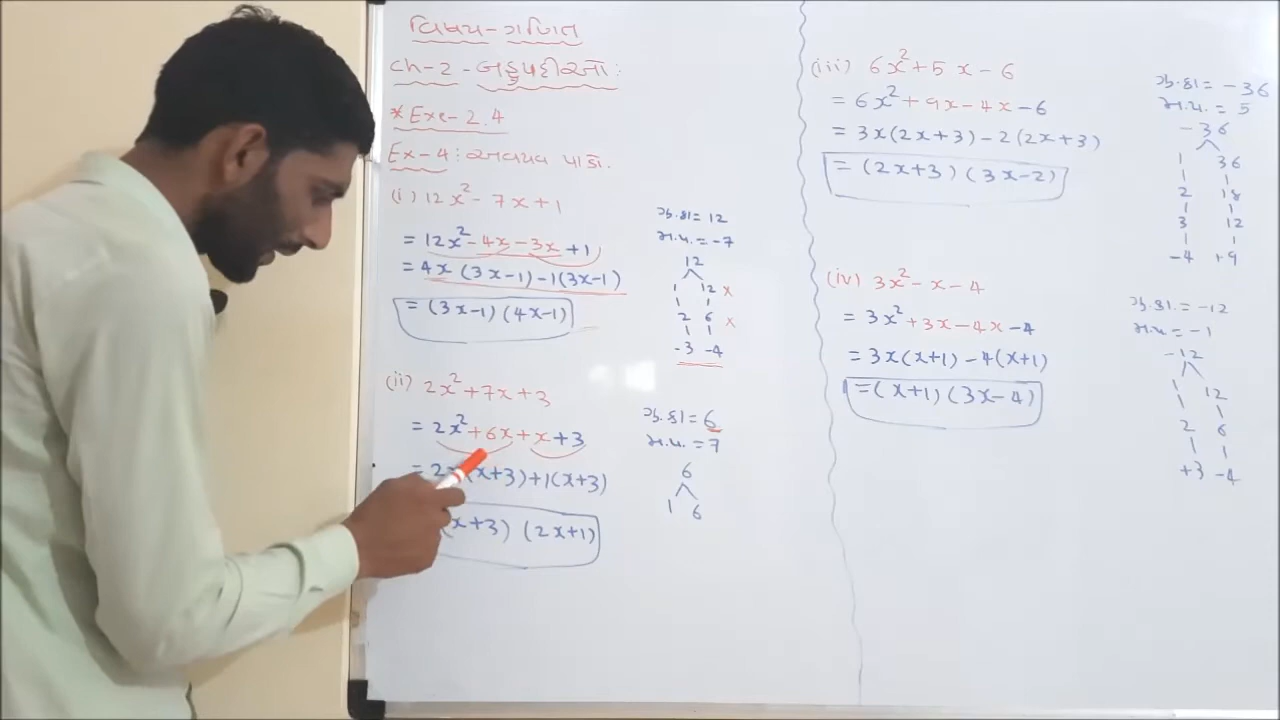 વિષય-ગણિત
ch-2-બહુપદીઓ:
*Exe-2.4
Ex-4: અવયવ પાડો.
(i) 12x²-7x+1
= 12x²-4x-3x+1
= 4x(3x-1)-1(3x-1)
= (3x-1)(4x-1)
ગુ.ફા=12
મ.પ.=-7
12
1 12 x
2 6 x
-3 -4
(ii) 2x²+7x+3
= 2x²+6x+x+3
= 2x(x+3)+1(x+3)
(x+3) (2x+1)
ગુ.ફા=6
મ.પ.=7
6
1 6
(iii) 6x²+5x-6
= 6x²+9x-4x-6
= 3x(2x+3)-2(2x+3)
= (2x+3)(3x-2)
ગુ.ફા=-36
મ.પ.=5
-36
1 36
2 18
3 12
-4 +9
(iv) 3x²-x-4
= 3x²+3x-4x-4
= 3x(x+1)-4(x+1)
= (x+1)(3x-4)
ગુ.ફા.=-12
મ.પ=-1
-12
1 12
2 6
+3 -4